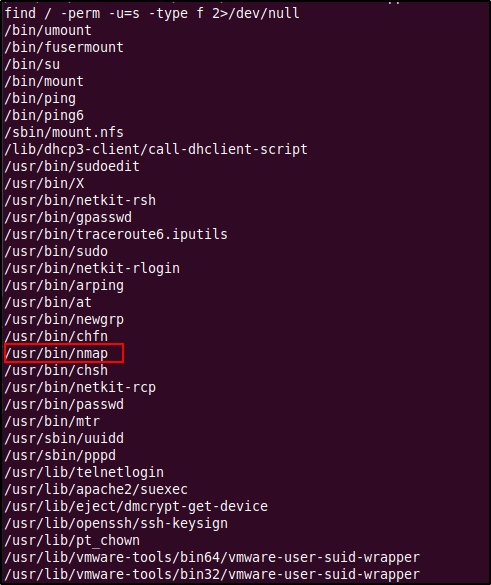 find / -perm -u=s -type f 2>/dev/null
/bin/umount
/bin/fusermount
/bin/su
/bin/mount
/bin/ping
/bin/ping6
/sbin/mount.nfs
/lib/dhcp3-client/call-dhclient-script
/usr/bin/sudoedit
/usr/bin/X
/usr/bin/netkit-rsh
/usr/bin/gpasswd
/usr/bin/traceroute6.iputils
/usr/bin/sudo
/usr/bin/netkit-rlogin
/usr/bin/arping
/usr/bin/at
/usr/bin/newgrp
/usr/bin/chfn
/usr/bin/nmap
/usr/bin/chsh
/usr/bin/netkit-rcp
/usr/bin/passwd
/usr/bin/mtr
/usr/sbin/uuidd
/usr/sbin/pppd
/usr/lib/telnetlogin
/usr/lib/apache2/suexec
/usr/lib/eject/dmcrypt-get-device
/usr/lib/openssh/ssh-keysign
/usr/lib/pt_chown
/usr/lib/vmware-tools/bin64/vmware-user-suid-wrapper
/usr/lib/vmware-tools/bin32/vmware-user-suid-wrapper